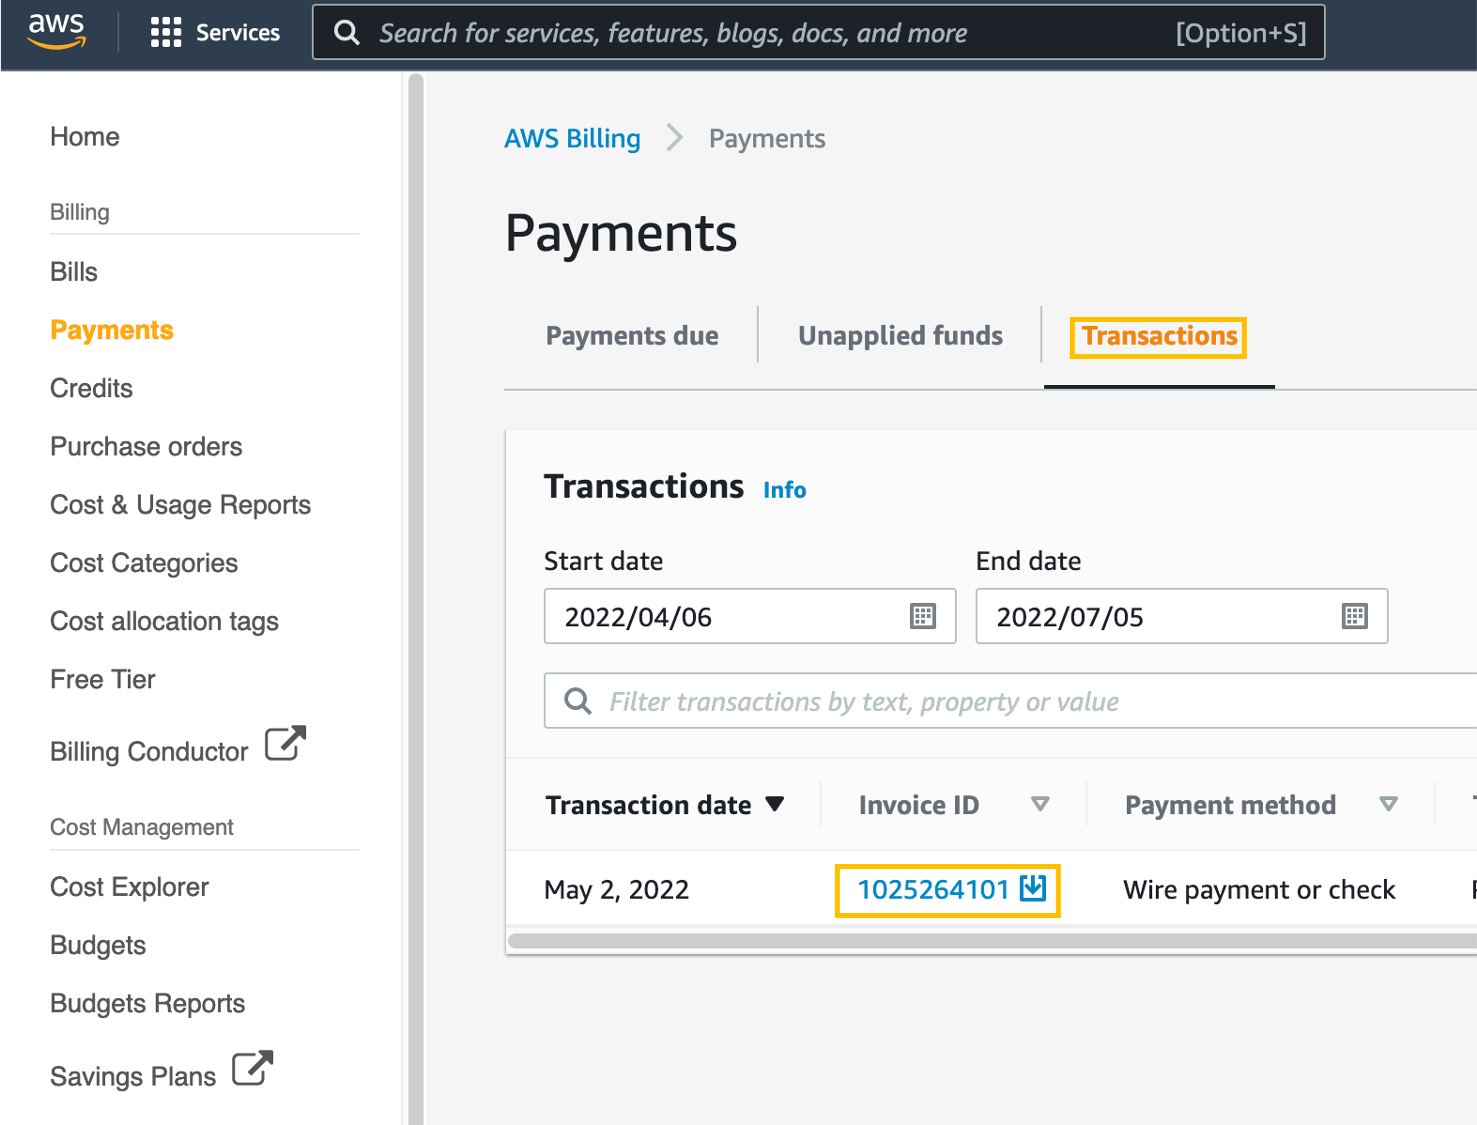 aws
Services
Search for services, features, blogs, docs, and more [Option+S]
Home
Billing
Bills
Payments
Credits
Purchase orders
Cost & Usage Reports
Cost Categories
Cost allocation tags
Free Tier
Billing Conductor
Cost Management
Cost Explorer
Budgets
Budgets Reports
Savings Plans
AWS Billing Payments
Payments
Payments due Unapplied funds Transactions
Transactions Info
Start date End date
2022/04/06 2022/07/05
Filter transactions by text, property or value
Transaction date Invoice ID Payment method
May 2, 2022 1025264101 Wire payment or check